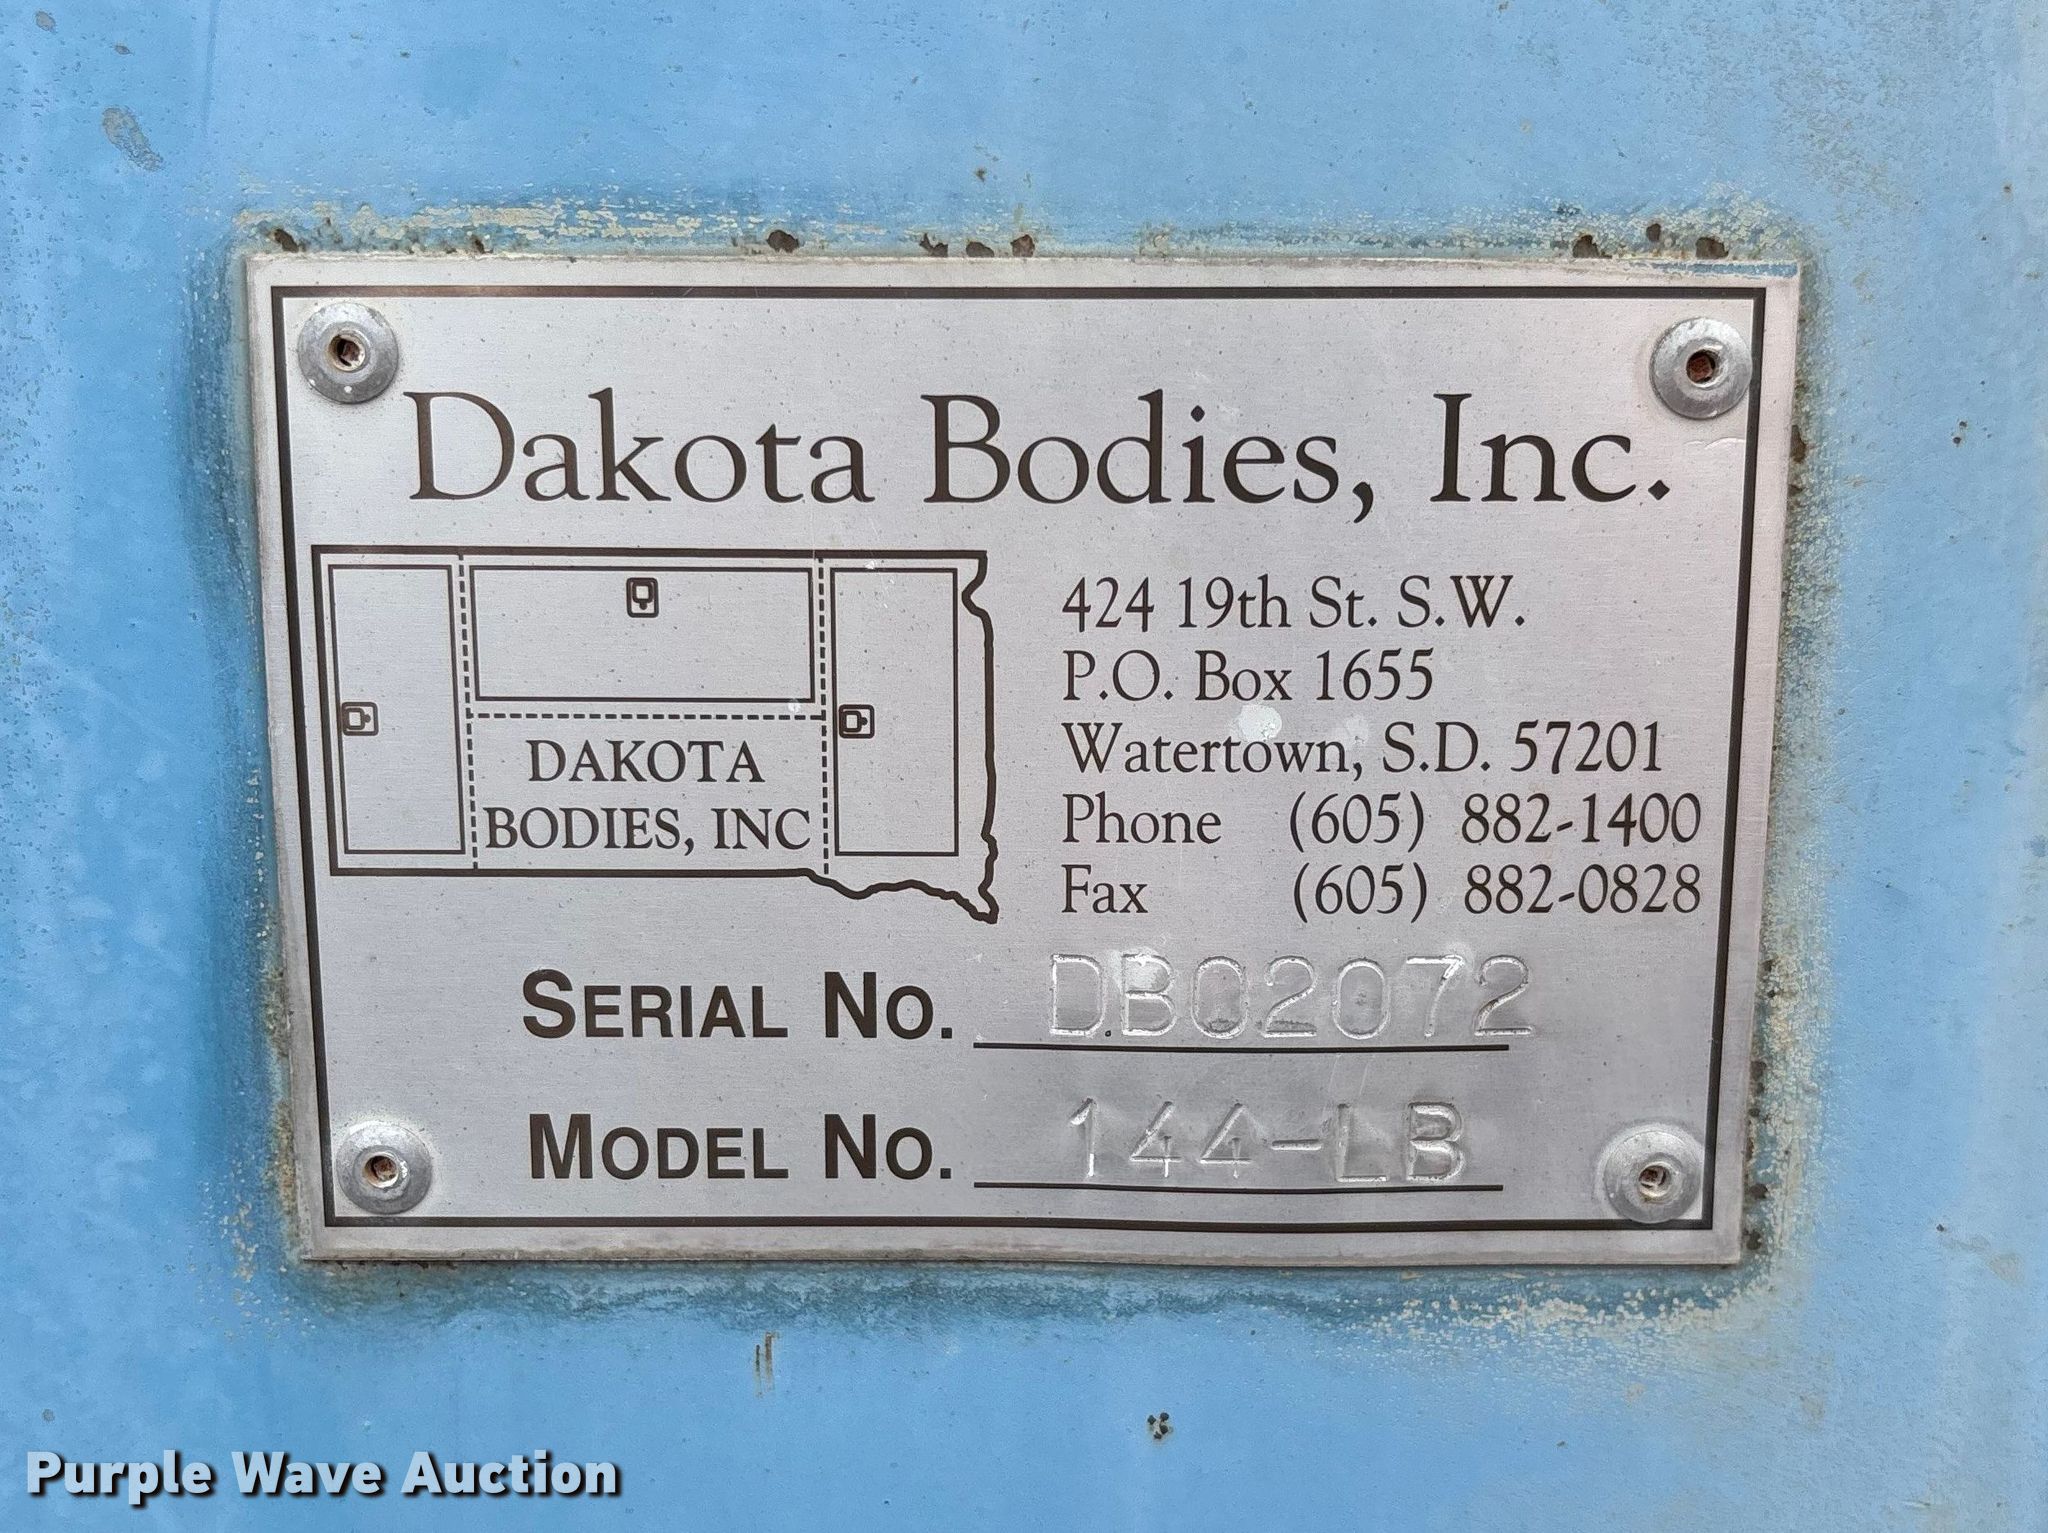 Dakota Bodies, Inc.
DAKOTA
BODIES, INC
424 19th St. S.W.
P.O. Box 1655
Watertown, S.D. 57201
Phone (605) 882-1400
Fax (605) 882-0828
SERIAL NO. DB02072
MODEL NO. 144-LB
Purple Wave Auction